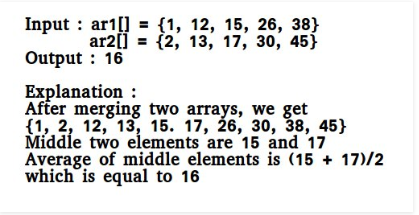 Input : ar1[] = {1, 12, 15, 26, 38}
ar2[] = {2, 13, 17, 30, 45}
Output : 16
Explanation :
After merging two arrays, we get
{1, 2, 12, 13, 15. 17, 26, 30, 38, 45}
Middle two elements are 15 and 17
Average of middle elements is (15 + 17)/2
which is equal to 16